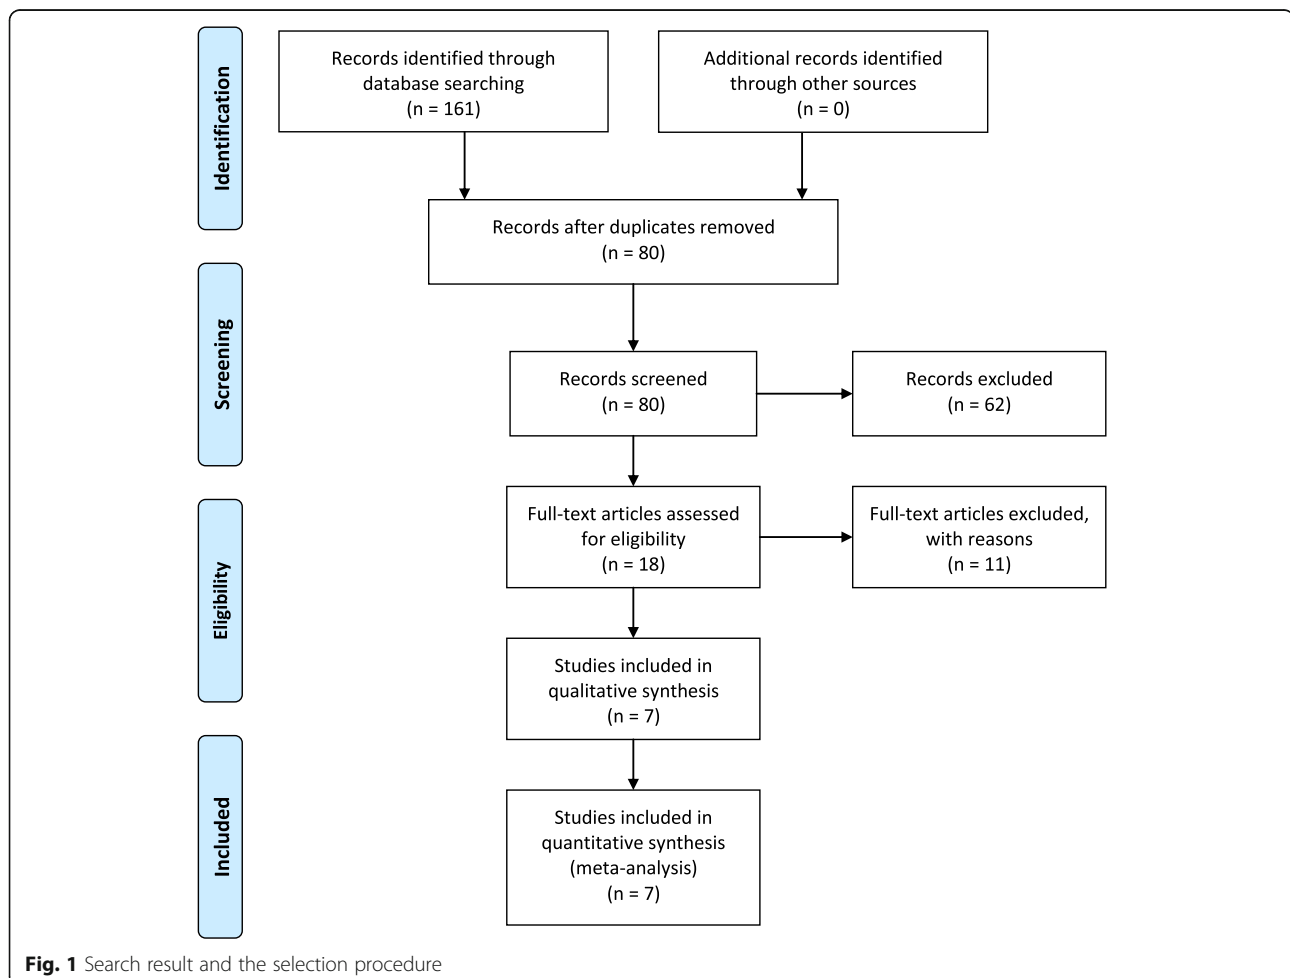 Identification
Records identified through
database searching
(n = 161)
Additional records identified
through other sources
(n = 0)
Records after duplicates removed
(n = 80)
Screening
Records screened
(n = 80)
Records excluded
(n = 62)
Eligibility
Full-text articles assessed
for eligibility
(n = 18)
Full-text articles excluded,
with reasons
(n = 11)
Studies included in
qualitative synthesis
(n = 7)
Included
Studies included in
quantitative synthesis
(meta-analysis)
(n = 7)
Fig. 1 Search result and the selection procedure